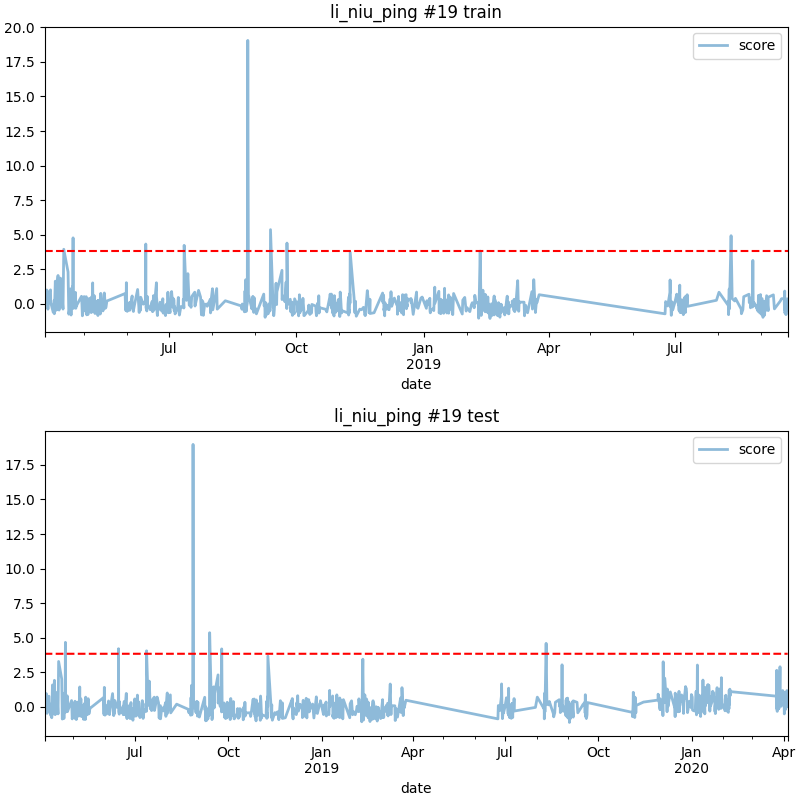 li_niu_ping #19 train
score
20.0
17.5
15.0
12.5
10.0
7.5
5.0
2.5
0.0
Jul Oct Jan Apr Jul
2019
date
li_niu_ping #19 test
score
17.5
15.0
12.5
10.0
7.5
5.0
2.5
0.0
Jul Oct Jan Apr Jul Oct Jan Apr
2019 2020
date